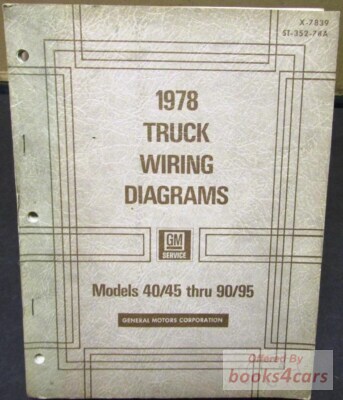 X-7839
ST-352-78A
1978
TRUCK
WIRING
DIAGRAMS
GM
SERVICE
Models 40/45 thru 90/95
GENERAL MOTORS CORPORATION
Offered By
books4cars